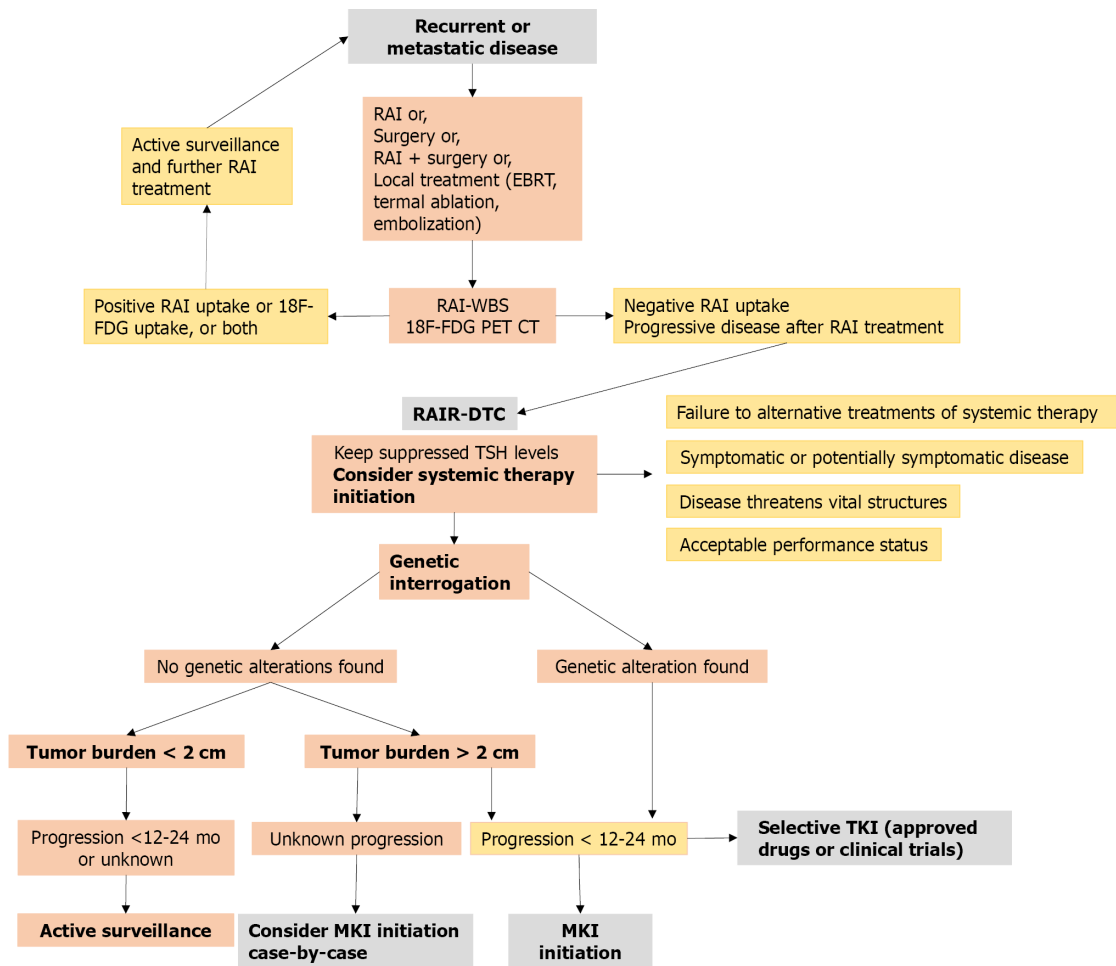 Recurrent or
metastatic disease
RAI or,
Surgery or,
RAI + surgery or,
Local treatment (EBRT,
termal ablation,
embolization)
Active surveillance
and further RAI
treatment
Positive RAI uptake or 18F-
FDG uptake, or both
RAI-WBS
18F-FDG PET CT
Negative RAI uptake
Progressive disease after RAI treatment
RAIR-DTC
Keep suppressed TSH levels
Consider systemic therapy
initiation
Failure to alternative treatments of systemic therapy
Symptomatic or potentially symptomatic disease
Disease threatens vital structures
Acceptable performance status
Genetic
interrogation
No genetic alterations found
Genetic alteration found
Tumor burden < 2 cm
Tumor burden > 2 cm
Progression <12-24 mo
or unknown
Unknown progression
Progression < 12-24 mo
Selective TKI (approved
drugs or clinical trials)
Active surveillance
Consider MKI initiation
case-by-case
MKI
initiation